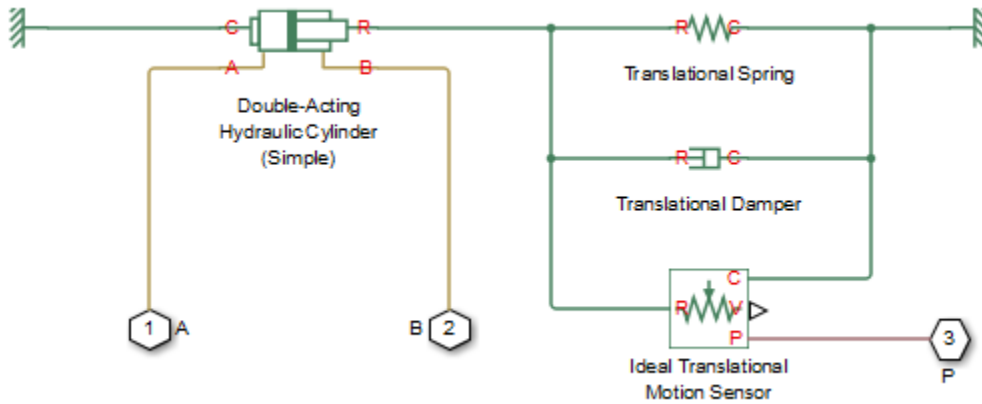 C
R
R
C
A
B
Translational Spring
Double-Acting
Hydraulic Cylinder
(Simple)
R
C
Translational Damper
C
R
V
P
1
A
B
2
3
P
Ideal Translational
Motion Sensor